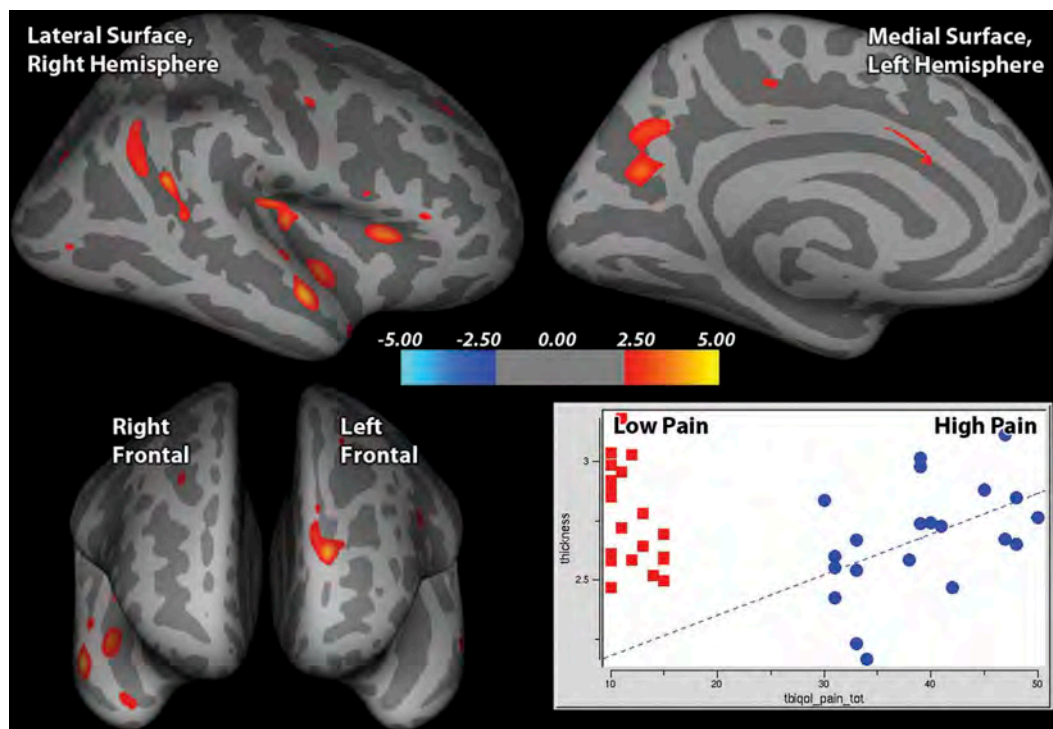 Lateral Surface,
Right Hemisphere
Medial Surface,
Left Hemisphere
-5.00 -2.50 0.00 2.50 5.00
Right
Frontal
Left
Frontal
Low Pain High Pain
3
thickness
2.5
10 20 30 40 50
tbiqol_pain_tot